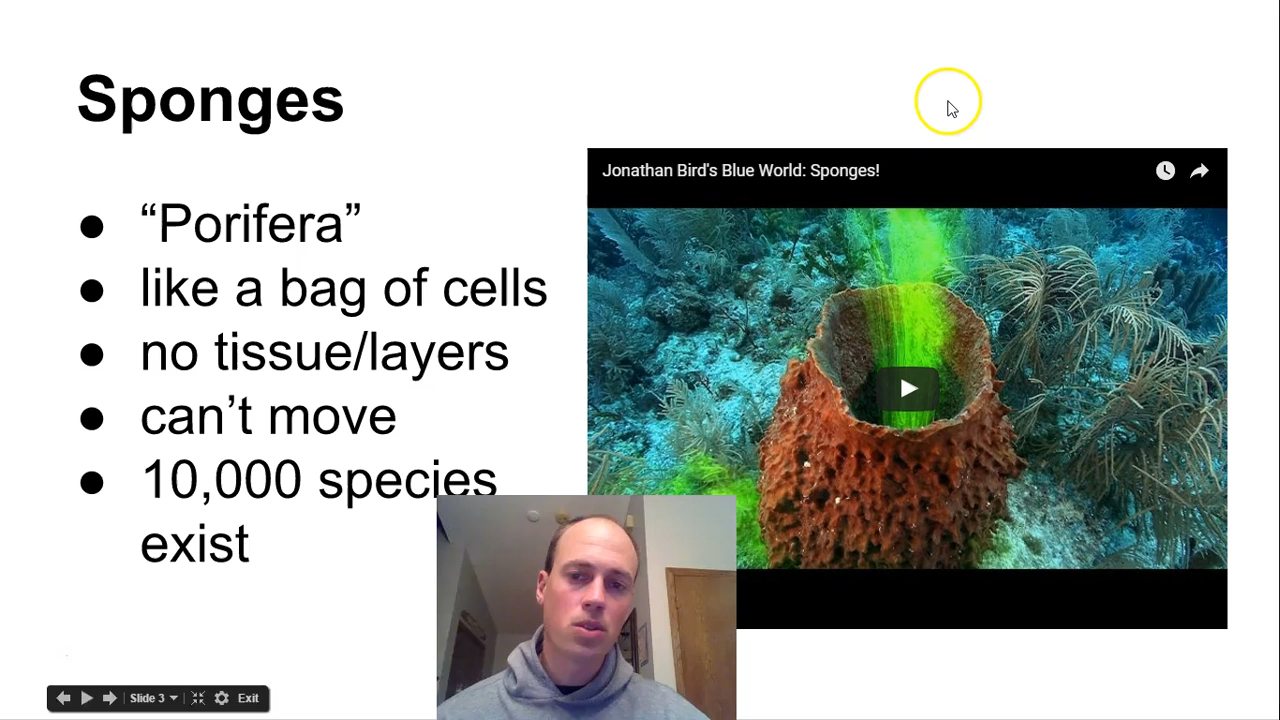 Sponges
● “Porifera”
● like a bag of cells
● no tissue/layers
● can’t move
● 10,000 species
exist
Jonathan Bird's Blue World: Sponges!
Slide 3
Exit